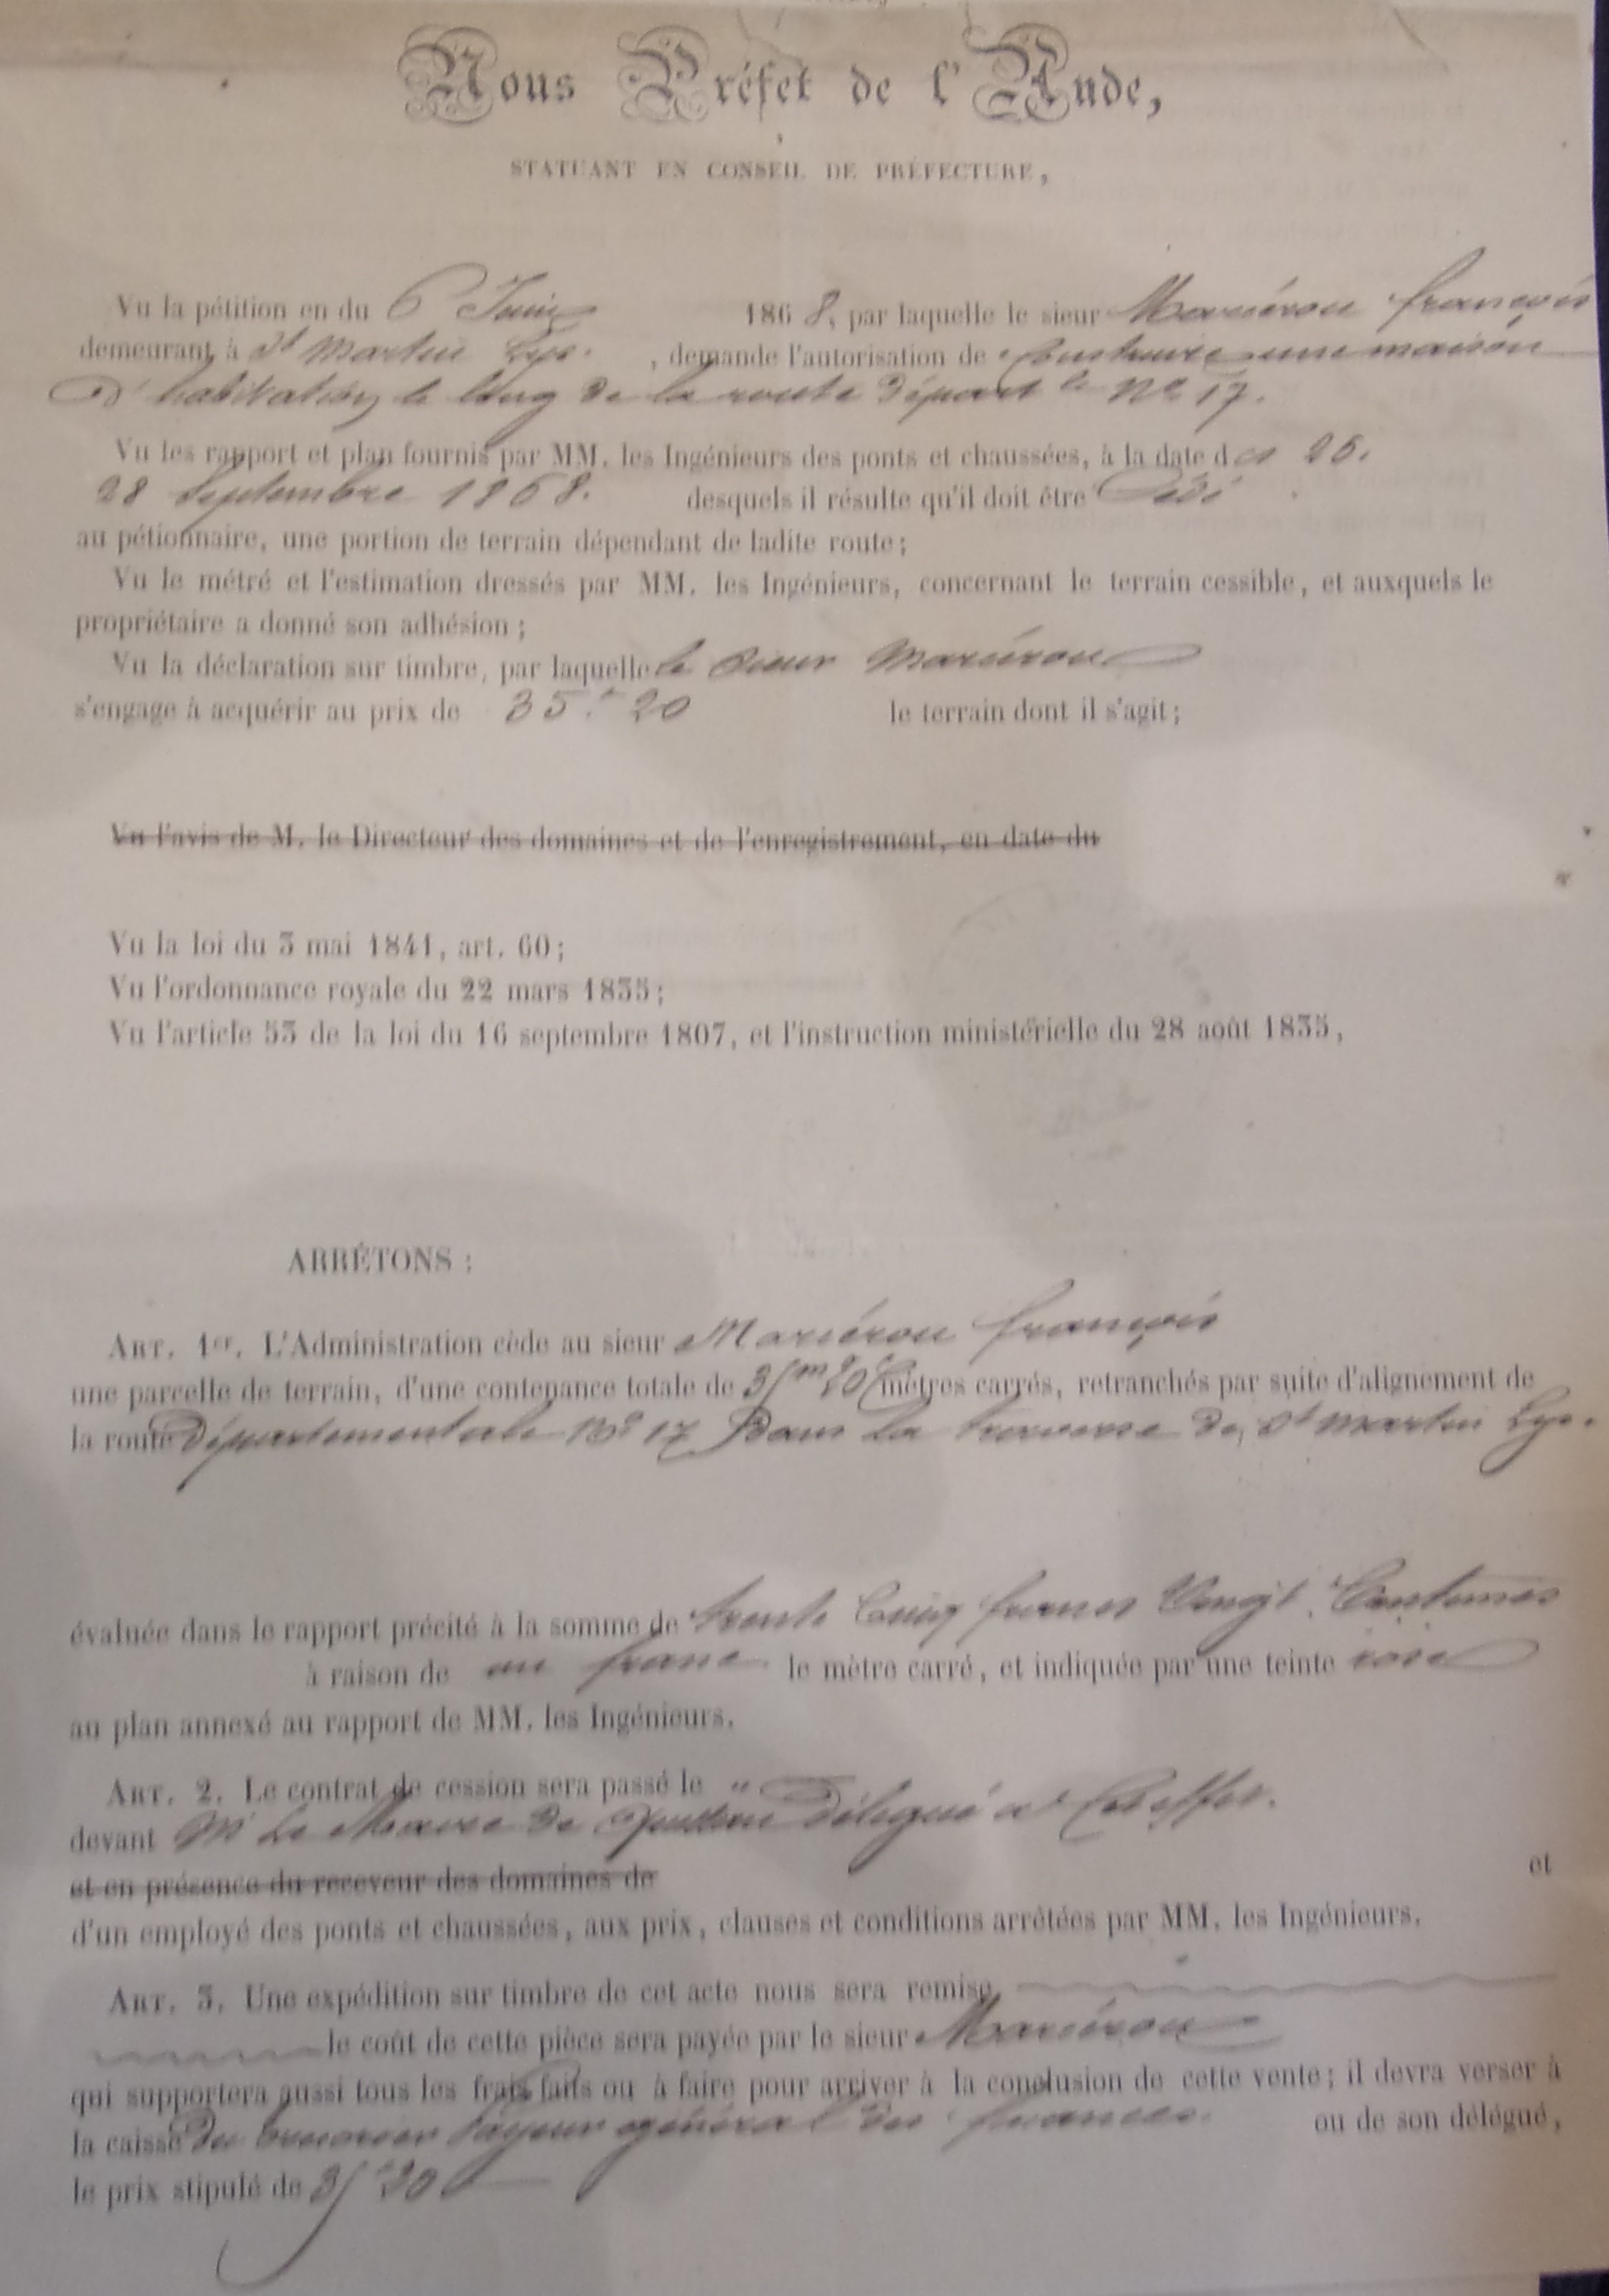 Nous Préfet de l'Aude,
STATUANT EN CONSEIL DE PRÉFECTURE,
Vu la pétition en du 6 Juin 1868, par laquelle le sieur Mariérou françois
demeurant à St Martin Lys. , demande l'autorisation de Construire une maison
D'habitation le long de la route départ le No 17.
Vu les rapport et plan fournis par MM. les Ingénieurs des ponts et chaussées, à la date des 25.
28 Septembre 1868. desquels il résulte qu'il doit être Cédé
au pétionnaire, une portion de terrain dépendant de ladite route;
Vu le métré et l'estimation dressés par MM. les Ingénieurs, concernant le terrain cessible, et auxquels le
propriétaire a donné son adhésion;
Vu la déclaration sur timbre, par laquelle le Sieur Mariérou
s'engage à acquérir au prix de 35.f 20 le terrain dont il s'agit;
Vu l'avis de M. le Directeur des domaines et de l'enregistrement, en date du
Vu la loi du 3 mai 1841, art. 60;
Vu l'ordonnance royale du 22 mars 1835;
Vu l'article 53 de la loi du 16 septembre 1807, et l'instruction ministérielle du 28 août 1835,
ARRÉTONS :
ART. 1er. L'Administration cède au sieur Mariérou françois
une parcelle de terrain, d'une contenance totale de 35m 20c mètres carrés, retranchés par suite d'alignement de
la route Départementale No 17 Dans la traverse de St Martin Lys.
évaluée dans le rapport précité à la somme de trente Cinq francs Vingt Centimes
à raison de un franc le mètre carré, et indiquée par une teinte rose
au plan annexé au rapport de MM. les Ingénieurs.
ART. 2. Le contrat de cession sera passé le "
devant Mr Le Maire de Délégué à Cet effet.
et en présence du receveur des domaines de et
d'un employé des ponts et chaussées, aux prix, clauses et conditions arrêtées par MM. les Ingénieurs.
ART. 3. Une expédition sur timbre de cet acte nous sera remise
le coût de cette pièce sera payée par le sieur Mariérou
qui supportera aussi tous les frais faits ou à faire pour arriver à la conclusion de cette vente; il devra verser à
la caisse du trésorier Payeur général des finances. ou de son délégué,
le prix stipulé de 35f 20